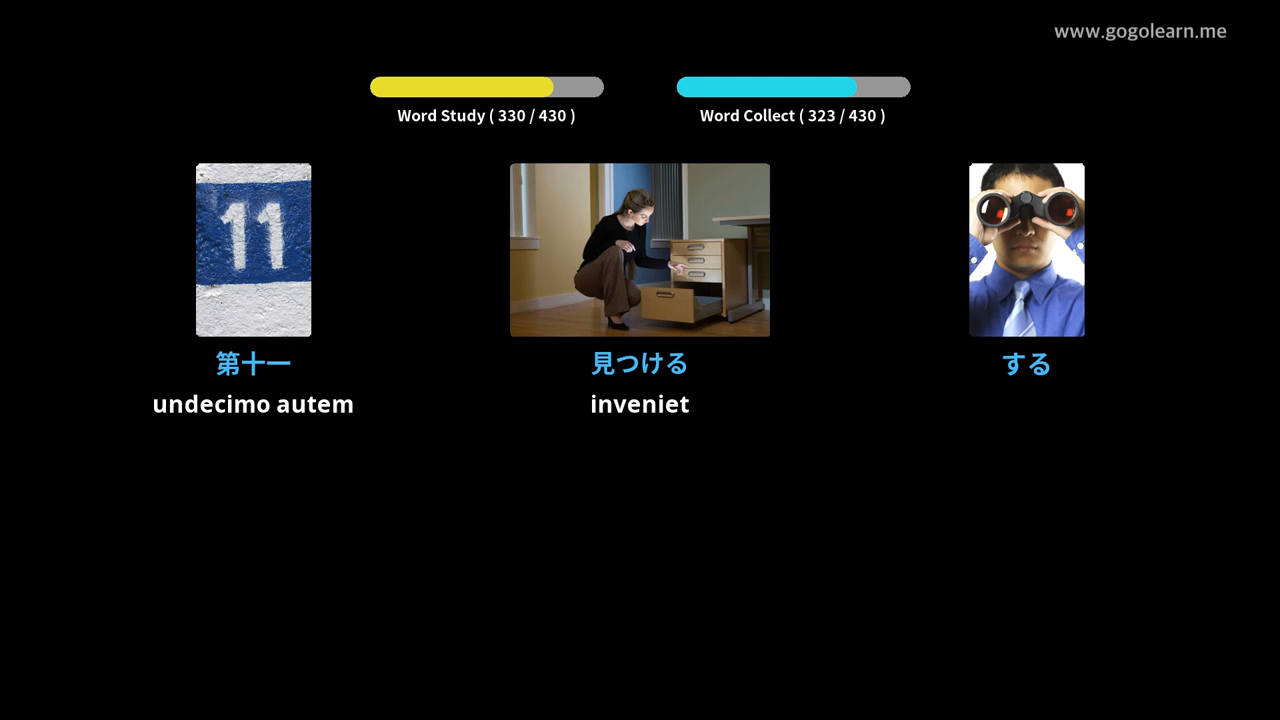 www.gogolearn.me
Word Study ( 330 / 430 )
Word Collect ( 323 / 430 )
11
第十一
見つける
する
undecimo autem
inveniet